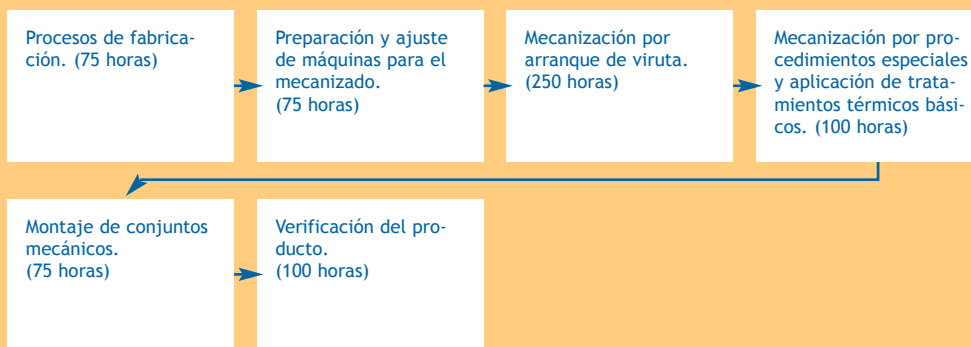 Procesos de fabrica-
ción. (75 horas)
Preparación y ajuste
de máquinas para el
mecanizado.
(75 horas)
Mecanización por
arranque de viruta.
(250 horas)
Mecanización por pro-
cedimientos especiales
y aplicación de trata-
mientos térmicos bási-
cos. (100 horas)
Montaje de conjuntos
mecánicos.
(75 horas)
Verificación del pro-
ducto.
(100 horas)